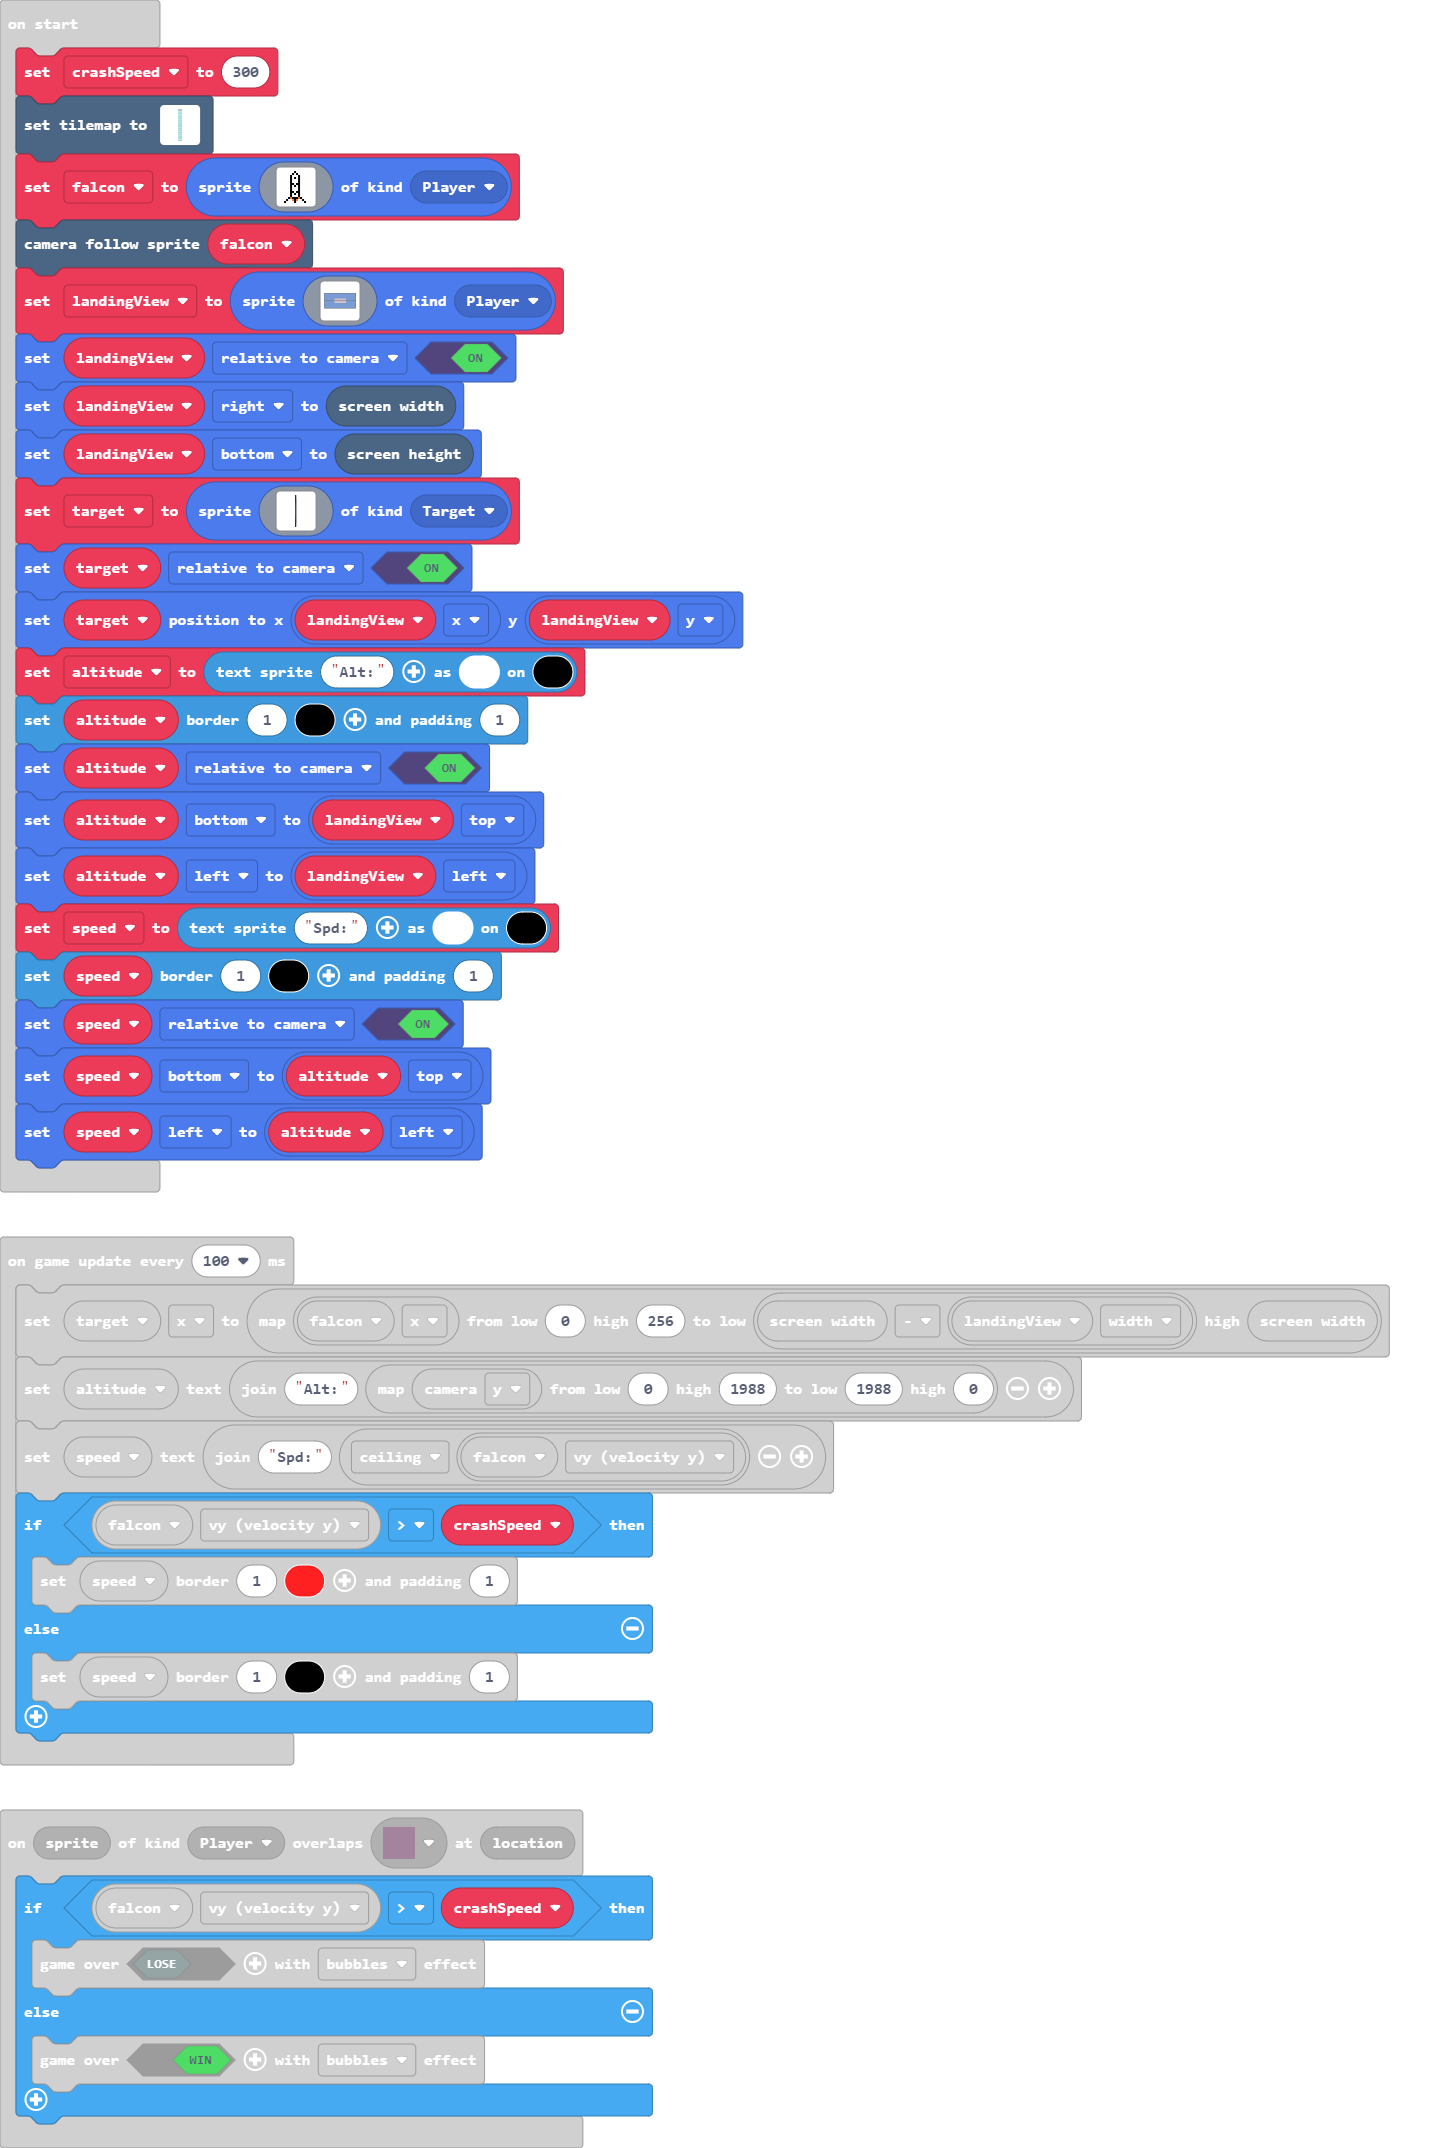 on start
set crashSpeed to 300
set tilemap to
set falcon to sprite of kind Player
camera follow sprite falcon
set landingView to sprite of kind Player
set landingView relative to camera ON
set landingView right to screen width
set landingView bottom to screen height
set target to sprite of kind Target
set target relative to camera ON
set target position to x landingView x y landingView y
set altitude to text sprite "Alt:" as on
set altitude border 1 and padding 1
set altitude relative to camera ON
set altitude bottom to landingView top
set altitude left to landingView left
set speed to text sprite "Spd:" as on
set speed border 1 and padding 1
set speed relative to camera ON
set speed bottom to altitude top
set speed left to altitude left
on game update every 100 ms
set target x to map falcon x from low 0 high 256 to low screen width - landingView width high screen width
set altitude text join "Alt:" map camera y from low 0 high 1988 to low 1988 high 0
set speed text join "Spd:" ceiling falcon vy (velocity y)
if falcon vy (velocity y) > crashSpeed then
set speed border 1 and padding 1
else
set speed border 1 and padding 1
on sprite of kind Player overlaps at location
if falcon vy (velocity y) > crashSpeed then
game over LOSE with bubbles effect
else
game over WIN with bubbles effect